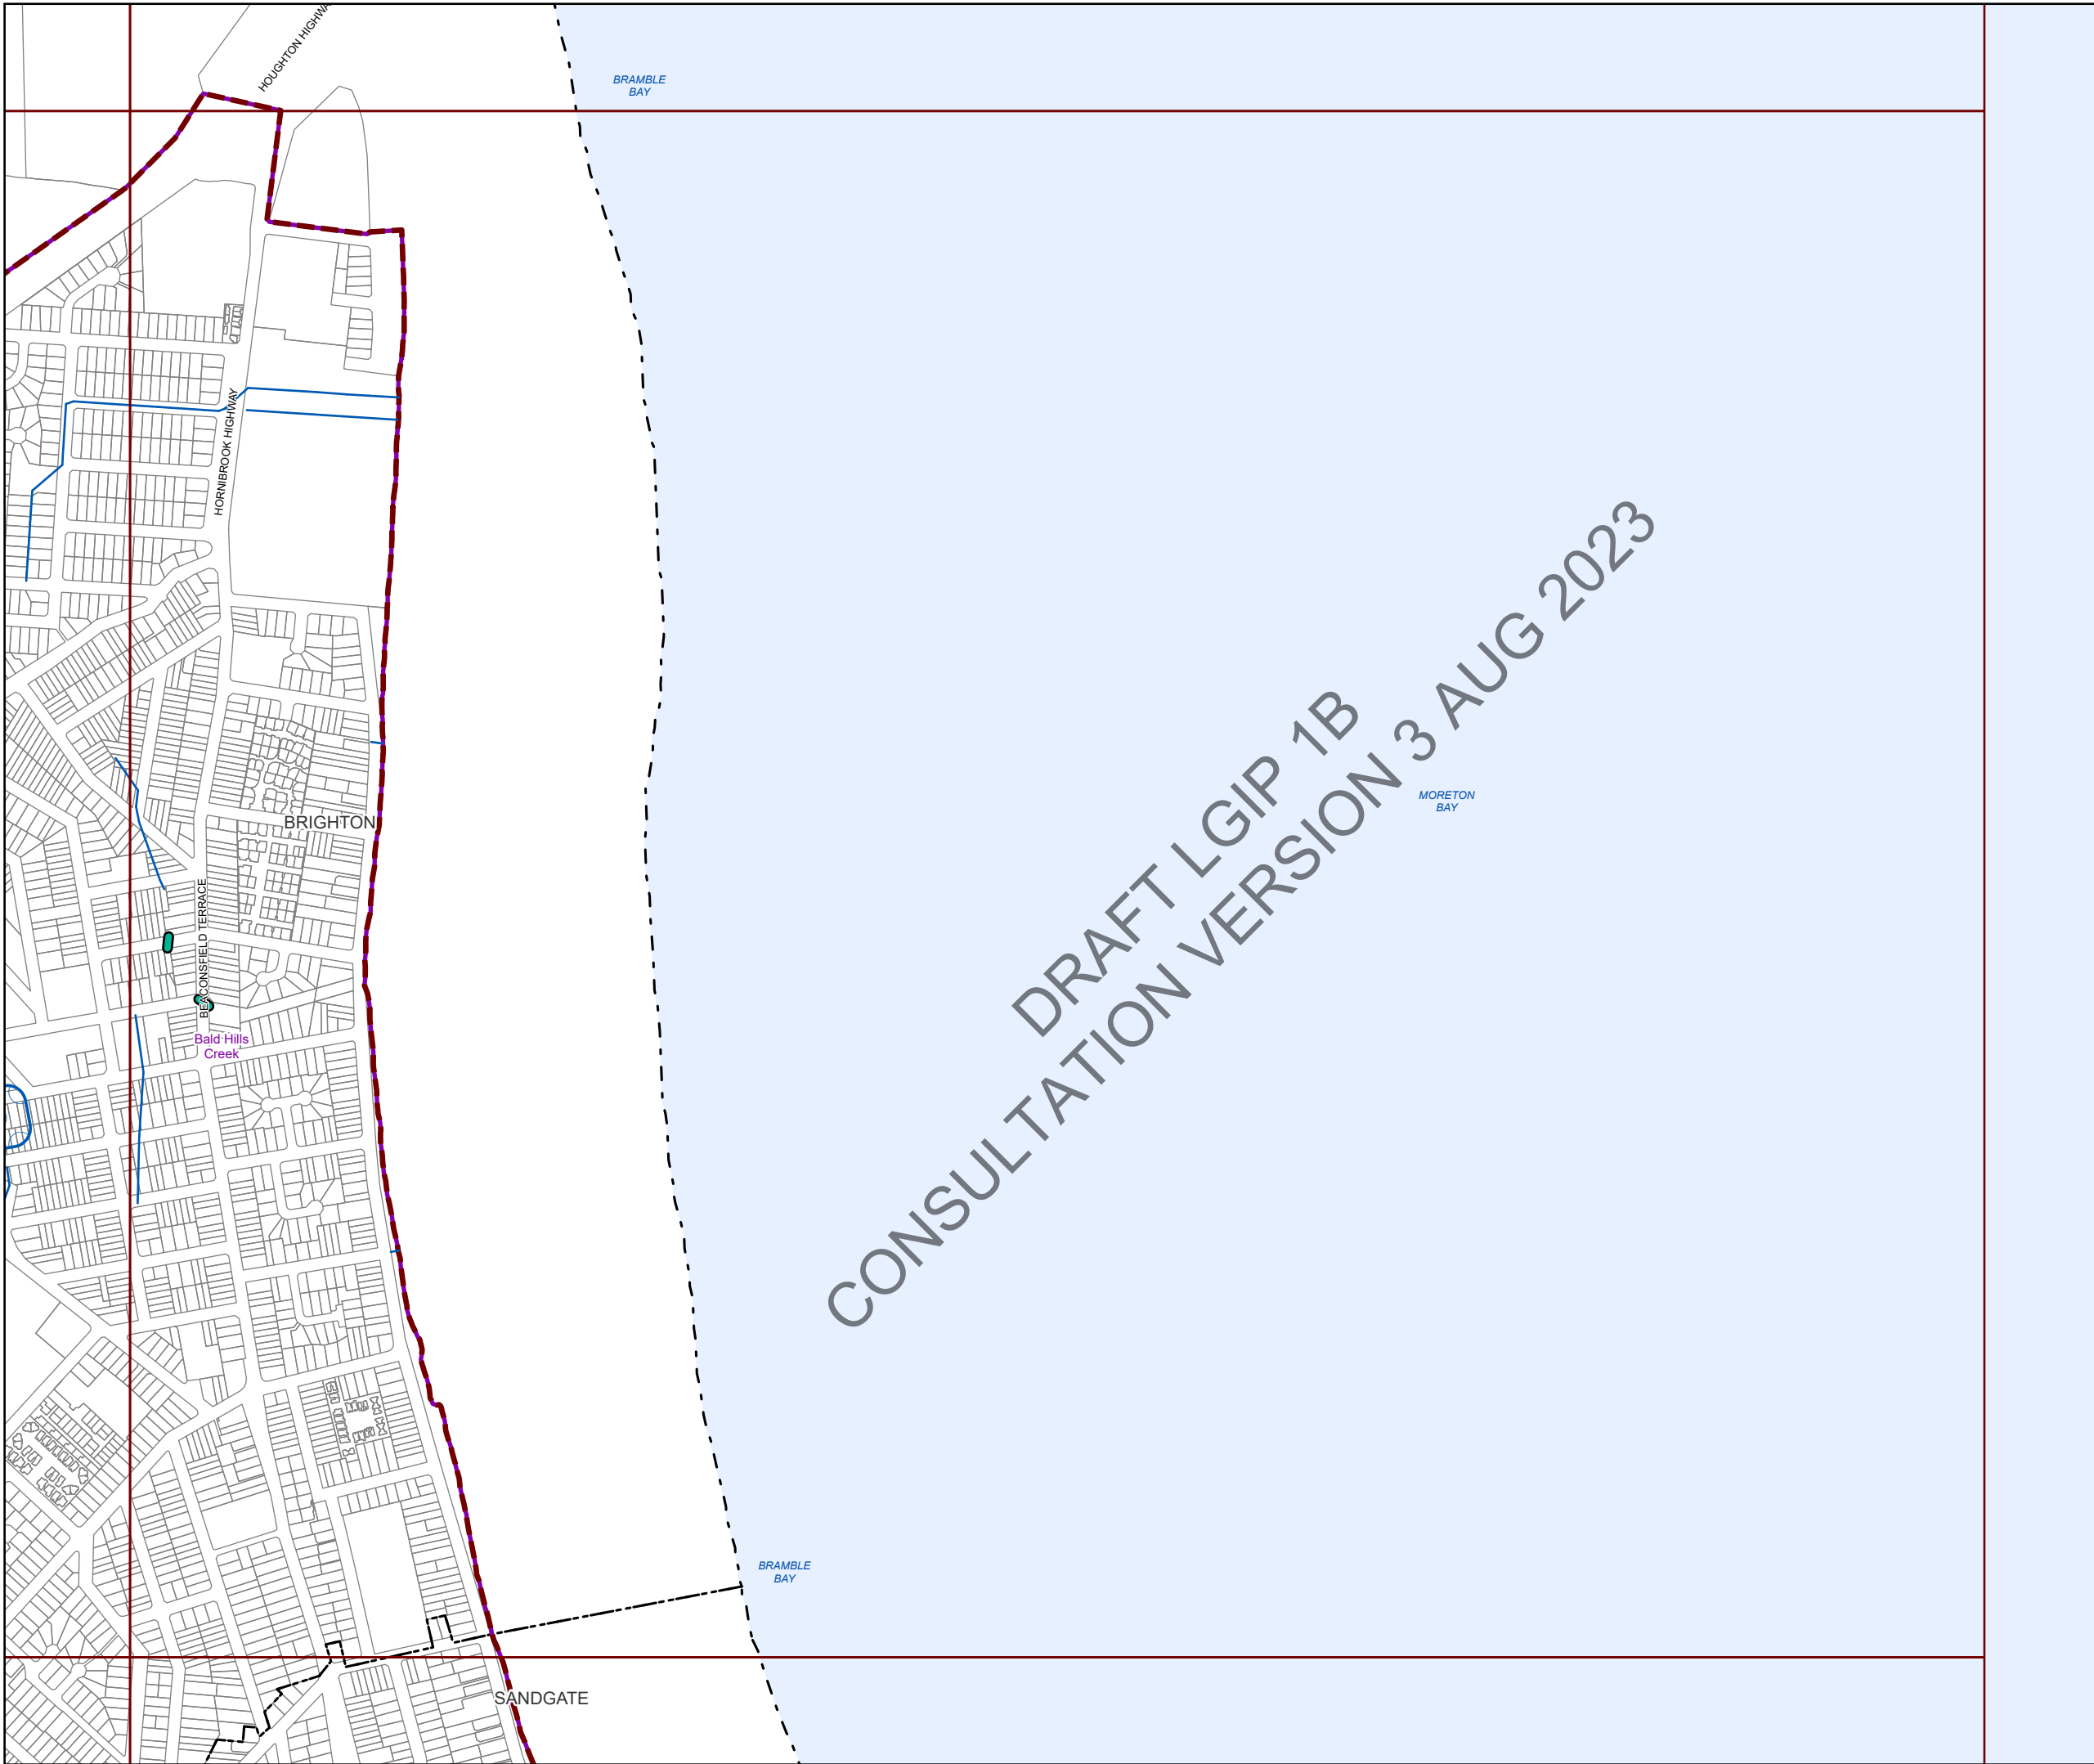 HOUGHTON HIGHWAY
BRAMBLE
BAY
HORNIBROOK HIGHWAY
DRAFT LGIP 1B
CONSULTATION VERSION 3 AUG 2023
MORETON
BAY
BRIGHTON
BEACONSFIELD TERRACE
Bald Hills
Creek
BRAMBLE
BAY
SANDGATE